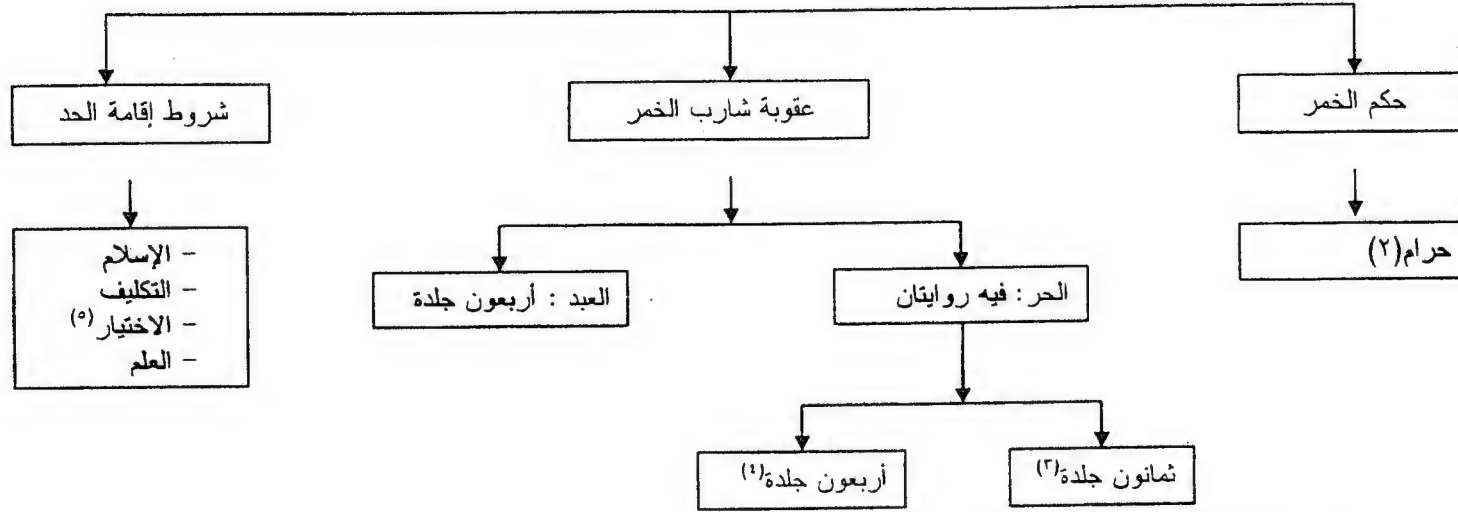 حكم الخمر
عقوبة شارب الخمر
شروط إقامة الحد
حرام(٢)
الحر : فيه روايتان
العبد : أربعون جلدة
- الإسلام
- التكليف
- الاختيار(٥)
- العلم
ثمانون جلدة(٣)
أربعون جلدة(٤)